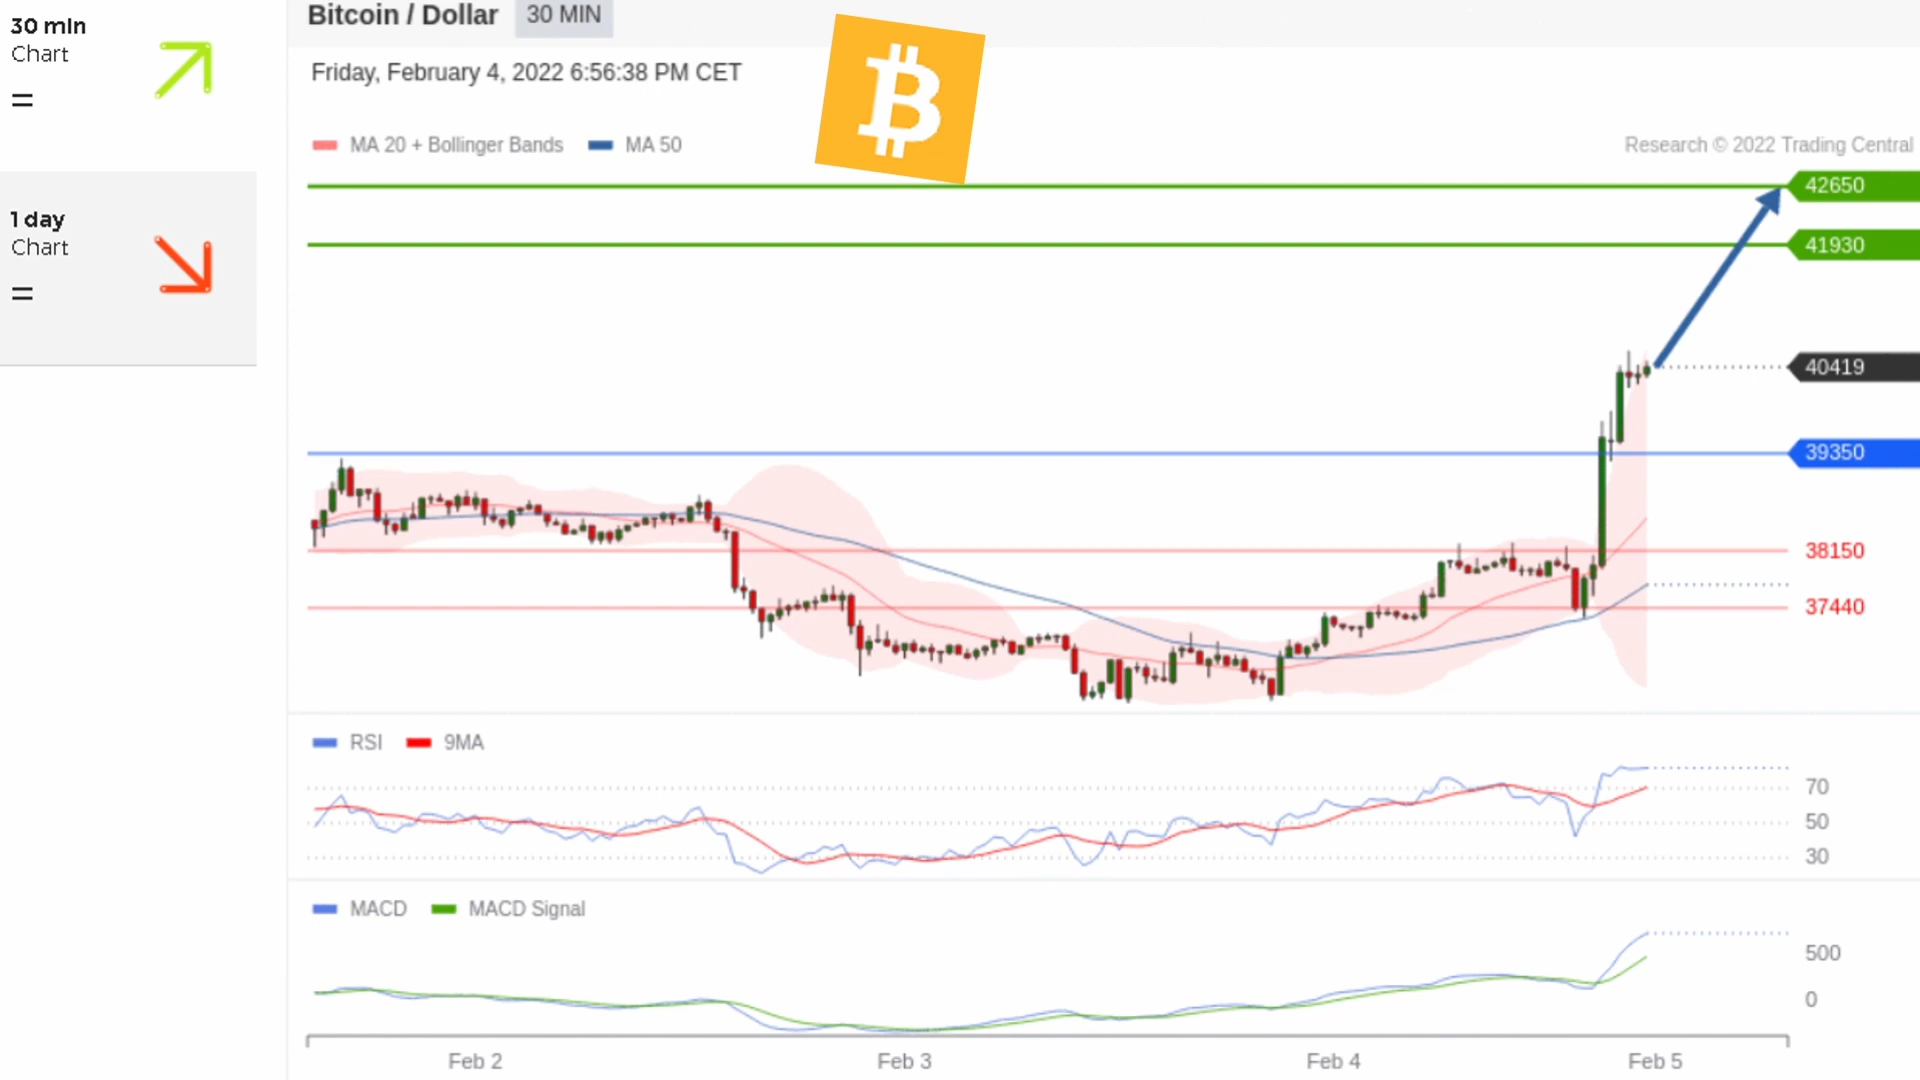 30 min
Chart
=
1 day
Chart
=
Bitcoin / Dollar 30 MIN
Friday, February 4, 2022 6:56:38 PM CET
MA 20 + Bollinger Bands MA 50
Research © 2022 Trading Central
42650
41930
40419
39350
38150
37440
RSI 9MA
70
50
30
MACD MACD Signal
500
0
Feb 2 Feb 3 Feb 4 Feb 5